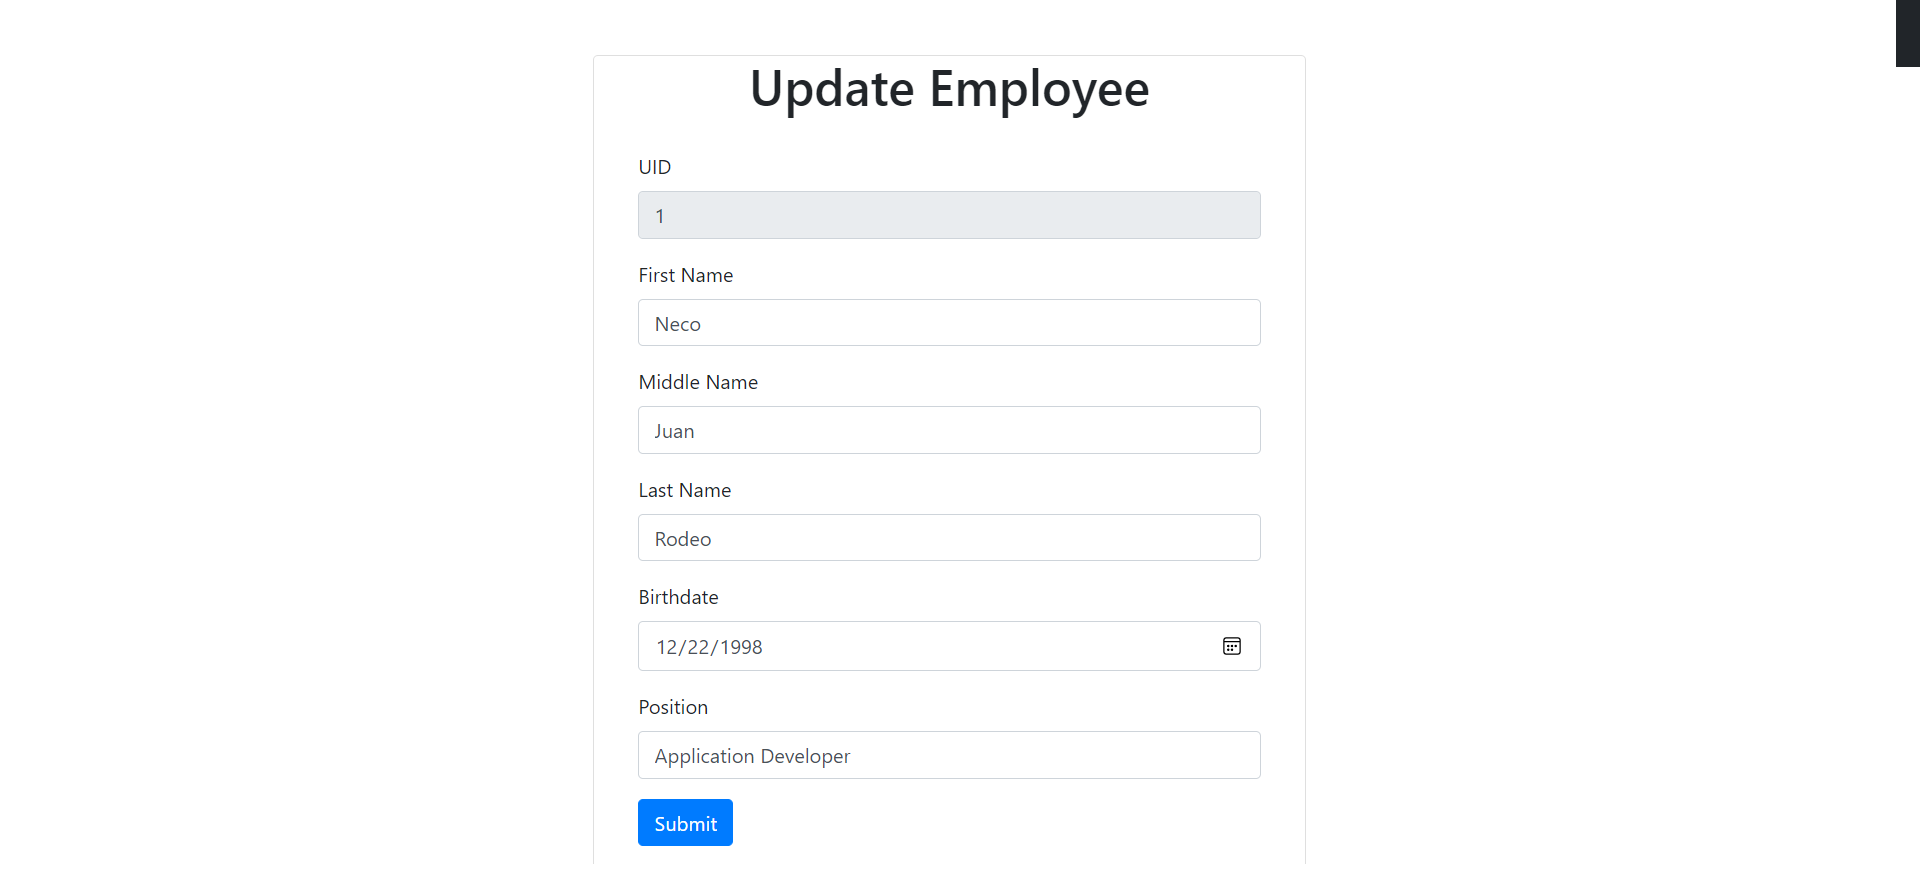 Update Employee
UID
1
First Name
Neco
Middle Name
Juan
Last Name
Rodeo
Birthdate
12/22/1998
Position
Application Developer
Submit